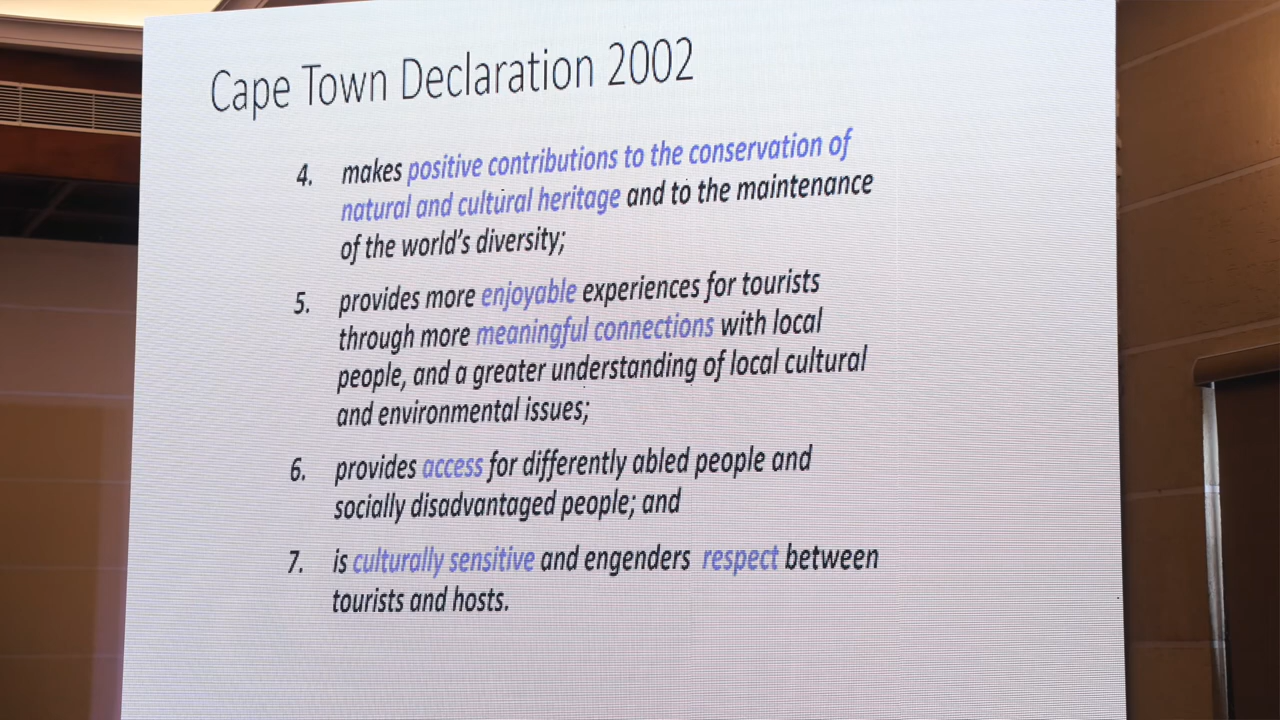 Cape Town Declaration 2002
4. makes positive contributions to the conservation of
natural and cultural heritage and to the maintenance
of the world's diversity;
5. provides more enjoyable experiences for tourists
through more meaningful connections with local
people, and a greater understanding of local cultural
and environmental issues;
6. provides access for differently abled people and
socially disadvantaged people; and
7. is culturally sensitive and engenders respect between
tourists and hosts.